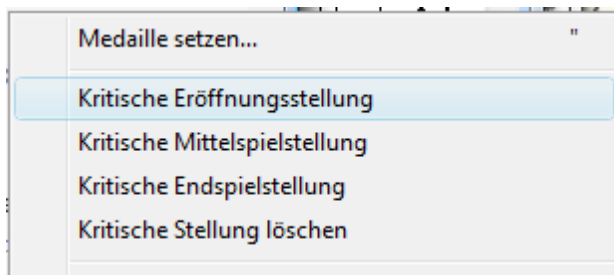 Medaille setzen... "
Kritische Eröffnungsstellung
Kritische Mittelspielstellung
Kritische Endspielstellung
Kritische Stellung löschen